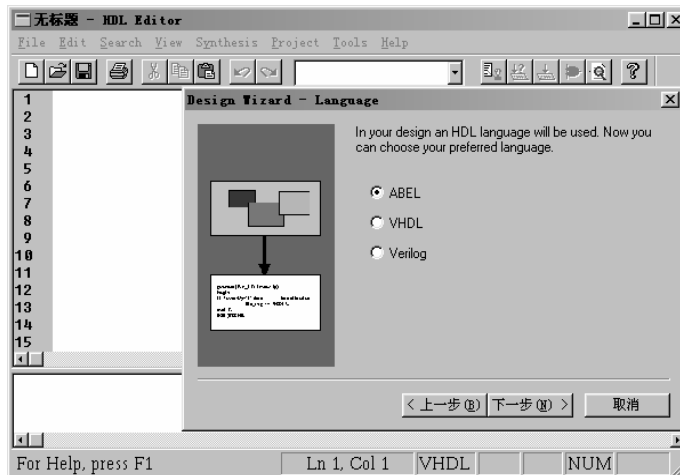 无标题 - HDL Editor
File Edit Search View Synthesis Project Tools Help
1
2
3
4
5
6
7
8
9
10
11
12
13
14
15
Design Wizard - Language
In your design an HDL language will be used. Now you
can choose your preferred language.
ABEL
VHDL
Verilog
< 上一步(B) 下一步(N) > 取消
For Help, press F1 Ln 1, Col 1 VHDL NUM